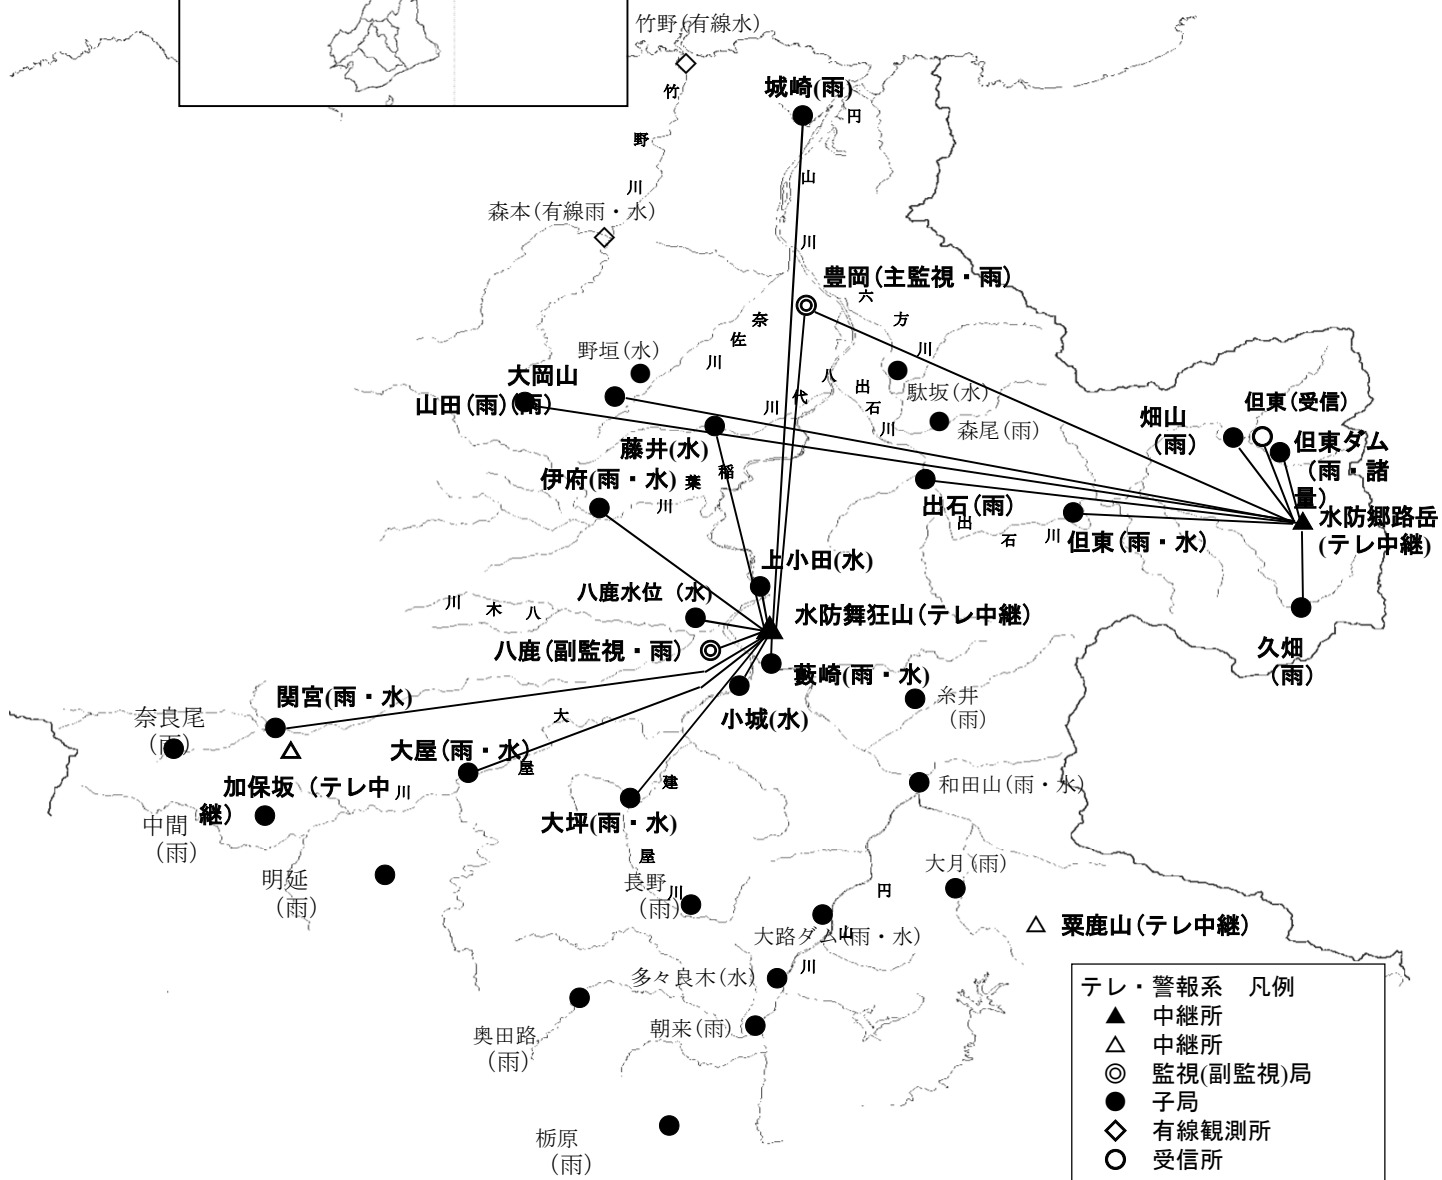 竹野(有線水)
城崎(雨)
竹
野
川
円
山
川
森本(有線雨・水)
豊岡(主監視・雨)
六
方
川
奈
佐
川
野垣(水)
大岡山
(雨)
山田(雨)
八
代
川
出
石
川
駄坂(水)
森尾(雨)
畑山
(雨)
但東(受信)
但東ダム
(雨・諸
量)
藤井(水)
伊府(雨・水)
稲
葉
川
出石(雨)
出
石
川
但東(雨・水)
水防郷路岳
(テレ中継)
上小田(水)
八鹿水位（水)
川
木
八
水防舞狂山(テレ中継)
八鹿(副監視・雨)
久畑
(雨)
藪崎(雨・水)
関宮(雨・水)
小城(水)
糸井
(雨)
奈良尾
(雨)
大
屋
川
大屋(雨・水)
加保坂（テレ中
継）
建
屋
川
和田山(雨・水)
中間
(雨)
大坪(雨・水)
明延
(雨)
長野
(雨)
大月(雨)
円
山
川
大路ダム(雨・水)
粟鹿山(テレ中継)
多々良木(水)
奥田路
(雨)
朝来(雨)
栃原
(雨)
テレ・警報系　凡例
▲ 中継所
△ 中継所
◎ 監視(副監視)局
● 子局
◇ 有線観測所
○ 受信所